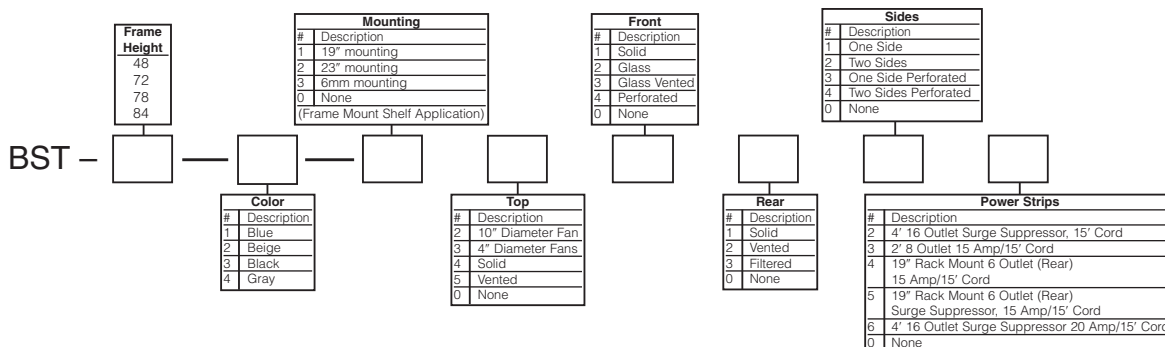 Frame
Height
48
72
78
84
Mounting
# Description
1 19" mounting
2 23" mounting
3 6mm mounting
0 None
(Frame Mount Shelf Application)
Front
# Description
1 Solid
2 Glass
3 Glass Vented
4 Perforated
0 None
Sides
# Description
1 One Side
2 Two Sides
3 One Side Perforated
4 Two Sides Perforated
0 None
BST –
Color
# Description
1 Blue
2 Beige
3 Black
4 Gray
Top
# Description
2 10" Diameter Fan
3 4" Diameter Fans
4 Solid
5 Vented
0 None
Rear
# Description
1 Solid
2 Vented
3 Filtered
0 None
Power Strips
# Description
2 4' 16 Outlet Surge Suppressor, 15' Cord
3 2' 8 Outlet 15 Amp/15' Cord
4 19" Rack Mount 6 Outlet (Rear)
15 Amp/15' Cord
5 19" Rack Mount 6 Outlet (Rear)
Surge Suppressor, 15 Amp/15' Cord
6 4' 16 Outlet Surge Suppressor 20 Amp/15' Cord
0 None